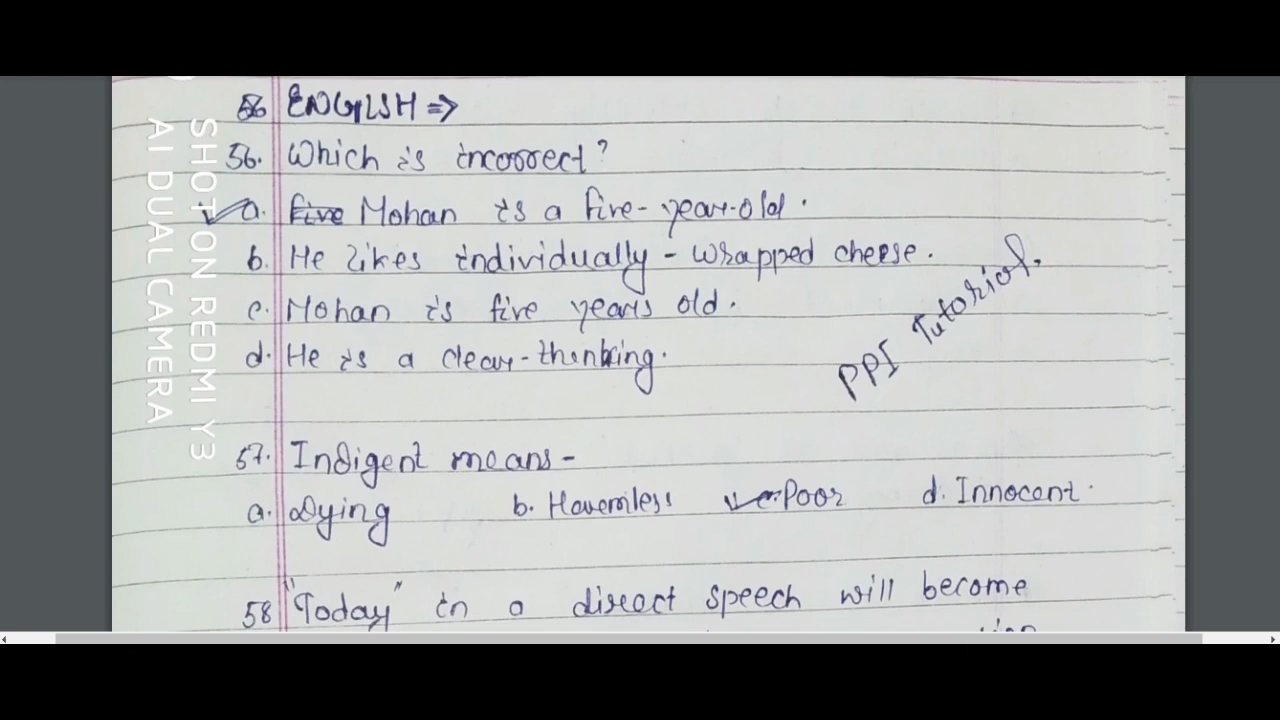 56 ENGLISH ⇒
56. Which is incorrect?
a. Five Mohan is a five-year-old.
b. He likes individually-wrapped cheese.
c. Mohan is five years old.
d. He is a clear-thinking.
PPI Tutorial.
57. Indigent means-
a. Dying b. c. Poor d. Innocent.
58 "Today" in a direct speech will become
SHOT ON REDMI Y3
AI DUAL CAMERA